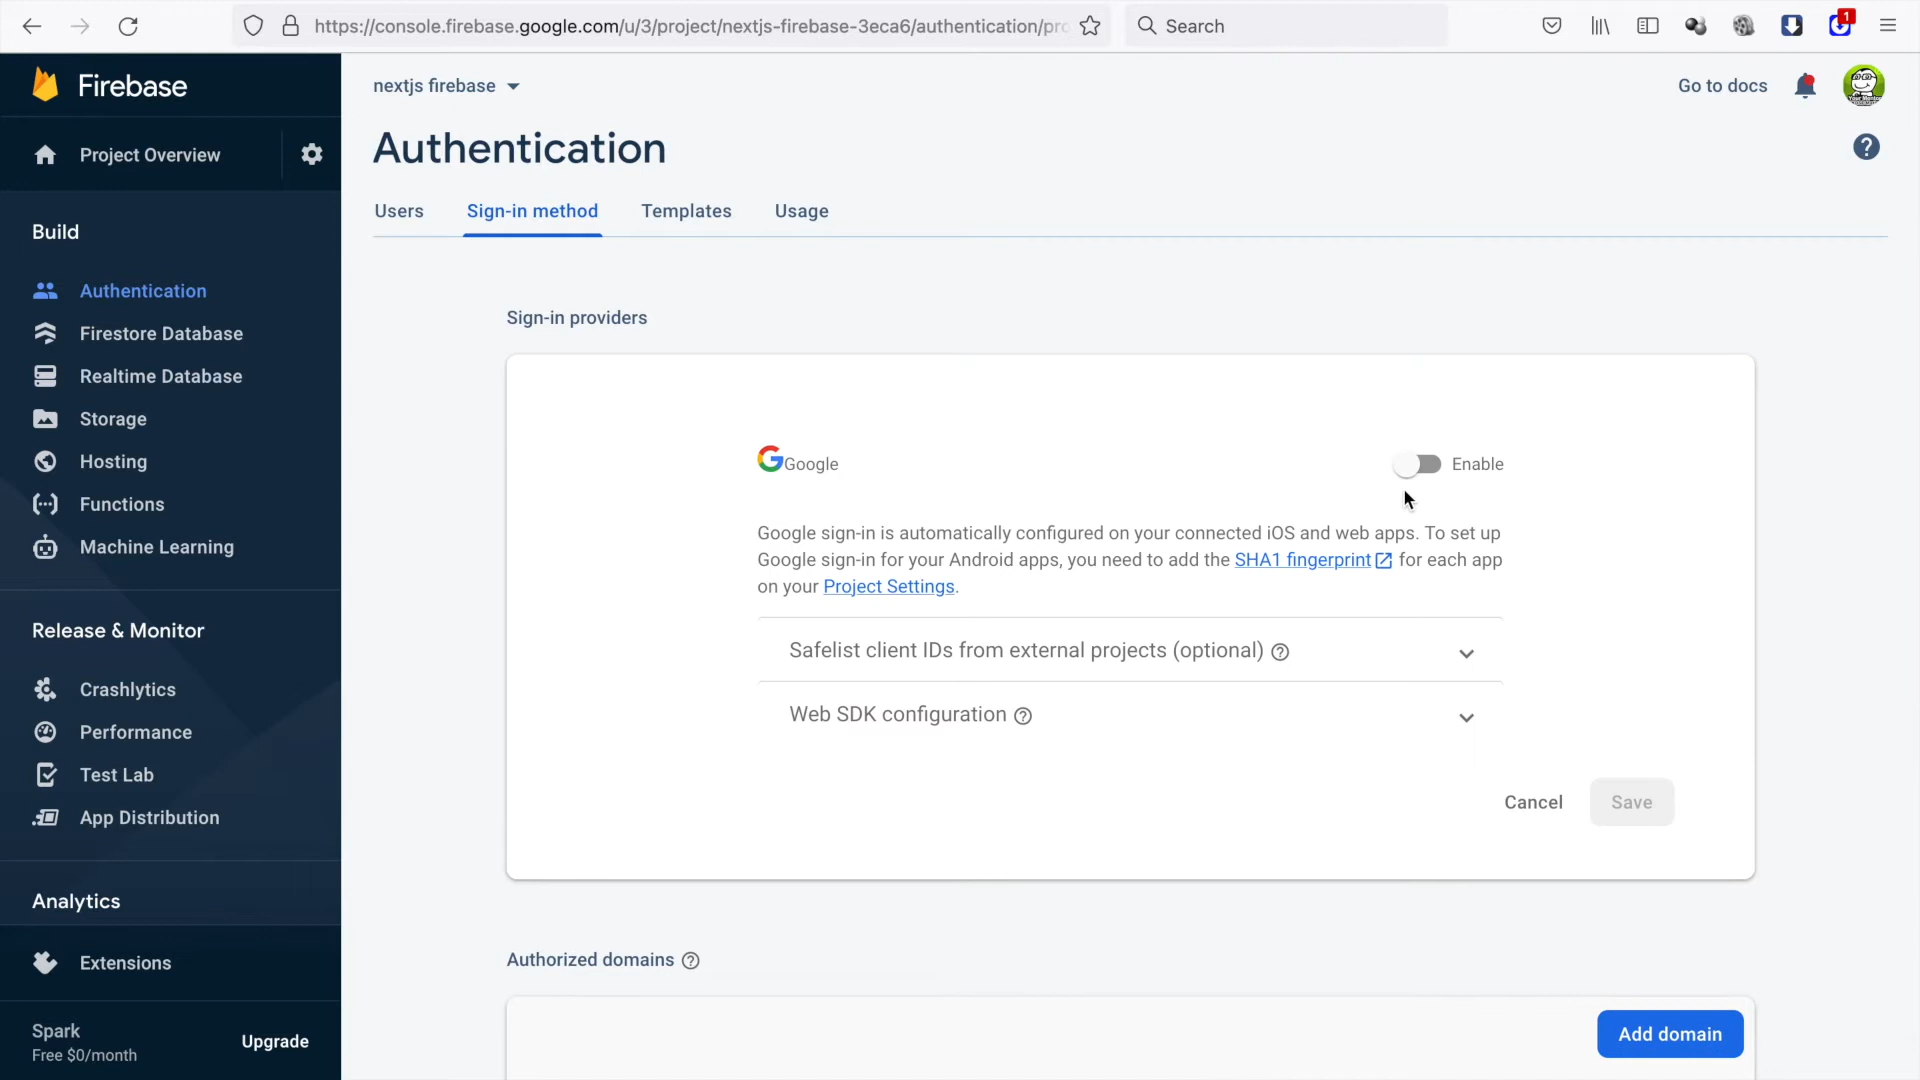 https://console.firebase.google.com/u/3/project/nextjs-firebase-3eca6/authentication/pro
Search
1
Firebase
nextjs firebase
Go to docs
Project Overview
Authentication
Users
Sign-in method
Templates
Usage
Build
Authentication
Firestore Database
Realtime Database
Storage
Hosting
Functions
Machine Learning
Release & Monitor
Crashlytics
Performance
Test Lab
App Distribution
Analytics
Extensions
Spark
Free $0/month
Upgrade
Sign-in providers
Google
Enable
Google sign-in is automatically configured on your connected iOS and web apps. To set up
Google sign-in for your Android apps, you need to add the SHA1 fingerprint for each app
on your Project Settings.
Safelist client IDs from external projects (optional)
Web SDK configuration
Cancel
Save
Authorized domains
Add domain